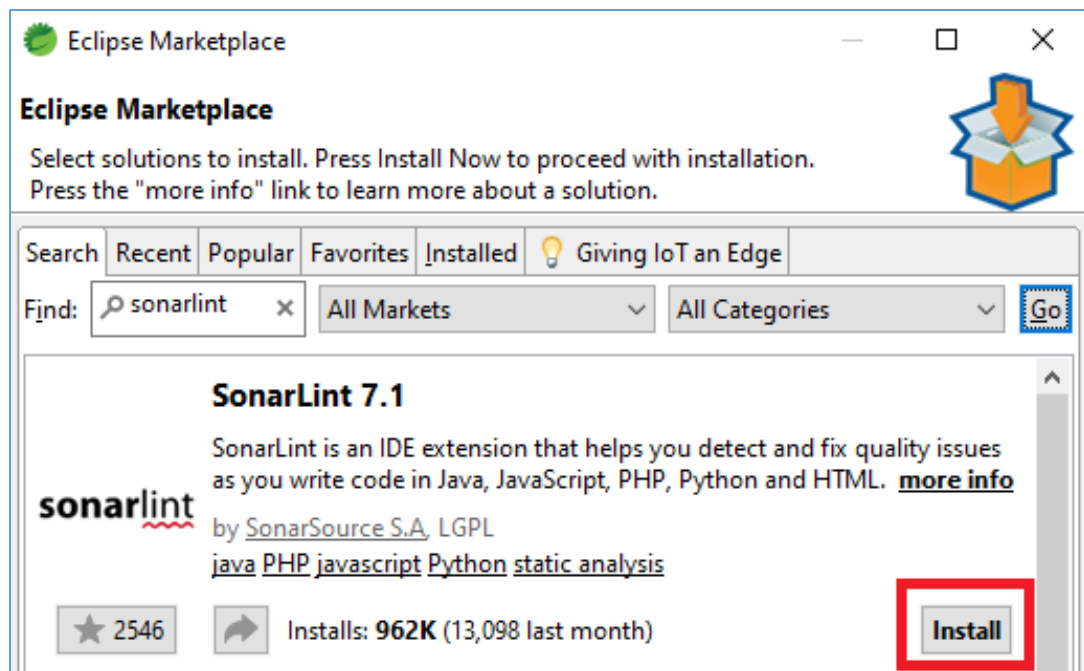 Eclipse Marketplace
Eclipse Marketplace
Select solutions to install. Press Install Now to proceed with installation.
Press the "more info" link to learn more about a solution.
Search Recent Popular Favorites Installed Giving IoT an Edge
Find: sonarlint All Markets All Categories Go
SonarLint 7.1
SonarLint is an IDE extension that helps you detect and fix quality issues
as you write code in Java, JavaScript, PHP, Python and HTML. more info
sonarlint
by SonarSource S.A, LGPL
java PHP javascript Python static analysis
2546 Installs: 962K (13,098 last month) Install